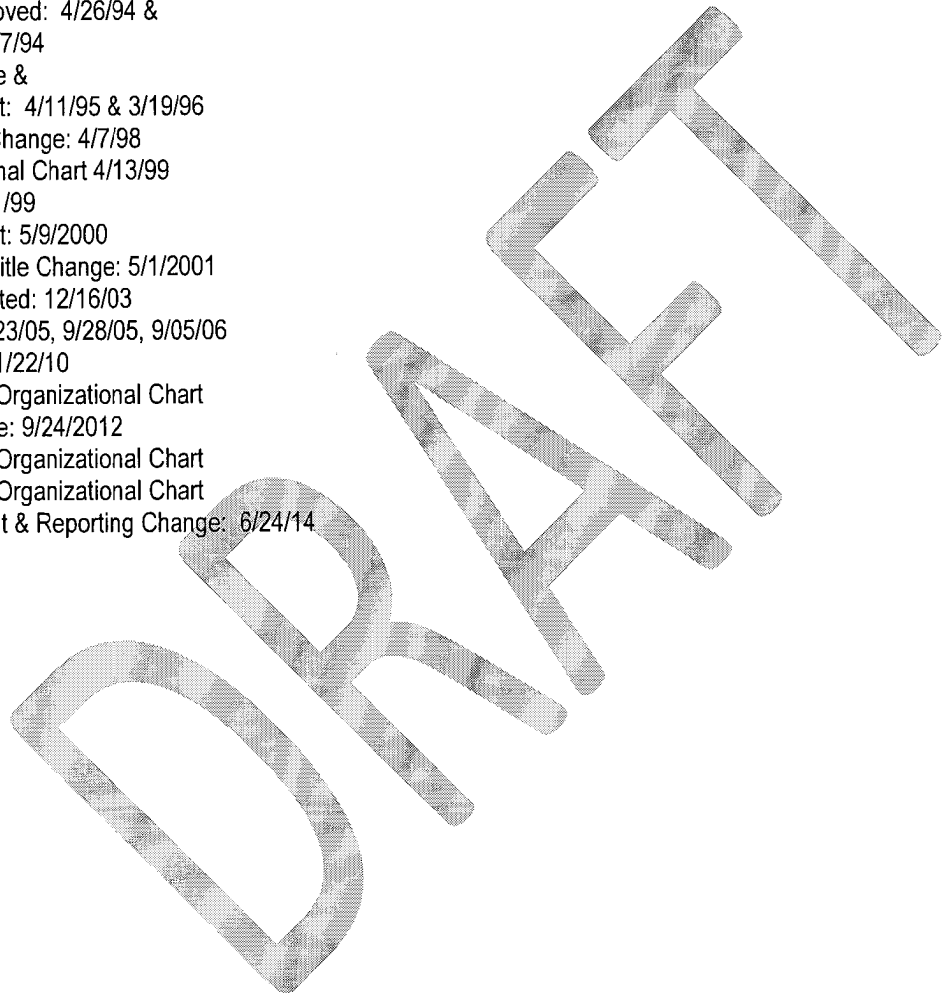 oved: 4/26/94 &
7/94
e &
t: 4/11/95 & 3/19/96
Change: 4/7/98
nal Chart 4/13/99
/99
t: 5/9/2000
itle Change: 5/1/2001
ted: 12/16/03
23/05, 9/28/05, 9/05/06
1/22/10
Organizational Chart
e: 9/24/2012
Organizational Chart
Organizational Chart
t & Reporting Change: 6/24/14
DRAFT